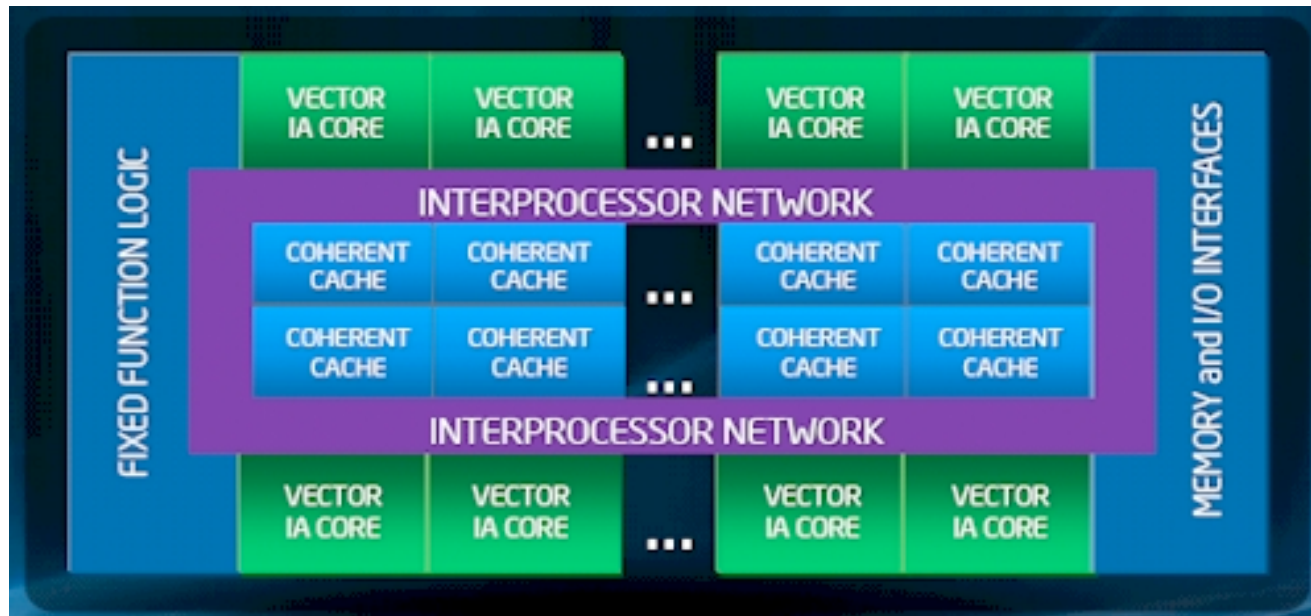 FIXED FUNCTION LOGIC
VECTOR
IA CORE
VECTOR
IA CORE
...
VECTOR
IA CORE
VECTOR
IA CORE
INTERPROCESSOR NETWORK
COHERENT
CACHE
COHERENT
CACHE
...
COHERENT
CACHE
COHERENT
CACHE
COHERENT
CACHE
COHERENT
CACHE
...
COHERENT
CACHE
COHERENT
CACHE
INTERPROCESSOR NETWORK
VECTOR
IA CORE
VECTOR
IA CORE
...
VECTOR
IA CORE
VECTOR
IA CORE
MEMORY and I/O INTERFACES